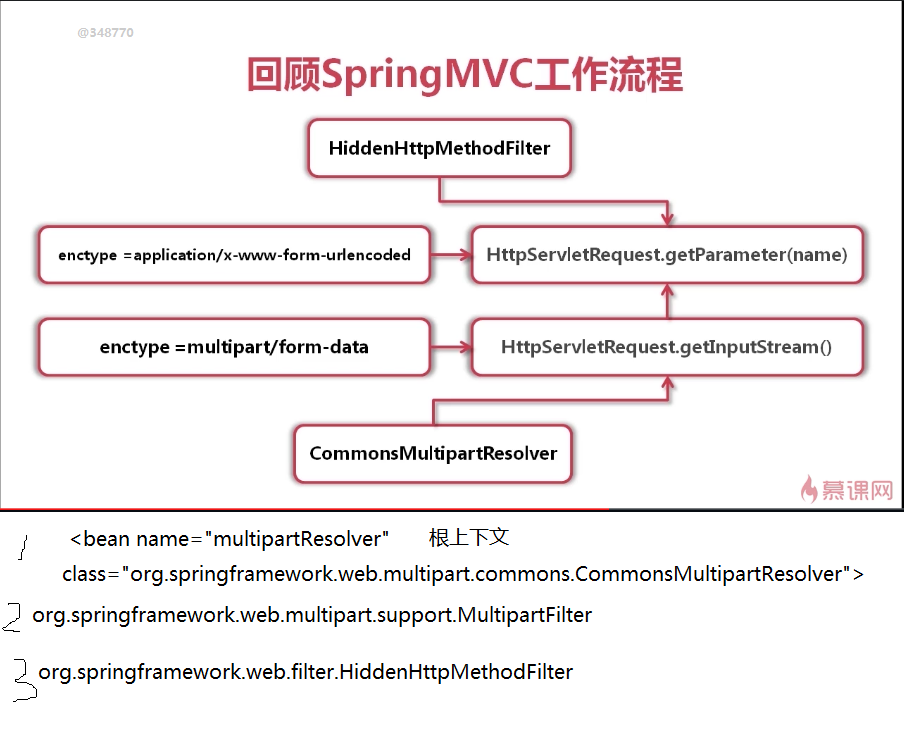 @348770
回顾SpringMVC工作流程
HiddenHttpMethodFilter
enctype =application/x-www-form-urlencoded
HttpServletRequest.getParameter(name)
enctype =multipart/form-data
HttpServletRequest.getInputStream()
CommonsMultipartResolver
慕课网
1 <bean name="multipartResolver" 根上下文
class="org.springframework.web.multipart.commons.CommonsMultipartResolver">
2 org.springframework.web.multipart.support.MultipartFilter
3 org.springframework.web.filter.HiddenHttpMethodFilter